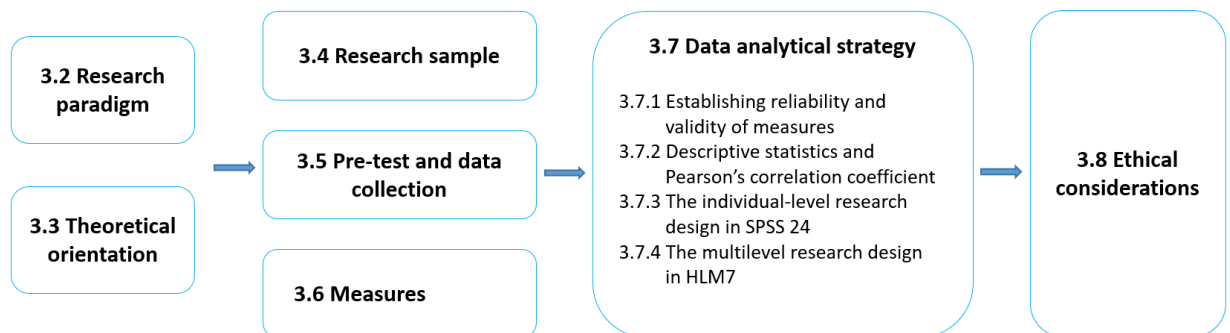 3.2 Research
paradigm
3.3 Theoretical
orientation
3.4 Research sample
3.5 Pre-test and data
collection
3.6 Measures
3.7 Data analytical strategy
3.7.1 Establishing reliability and
validity of measures
3.7.2 Descriptive statistics and
Pearson's correlation coefficient
3.7.3 The individual-level research
design in SPSS 24
3.7.4 The multilevel research design
in HLM7
3.8 Ethical
considerations